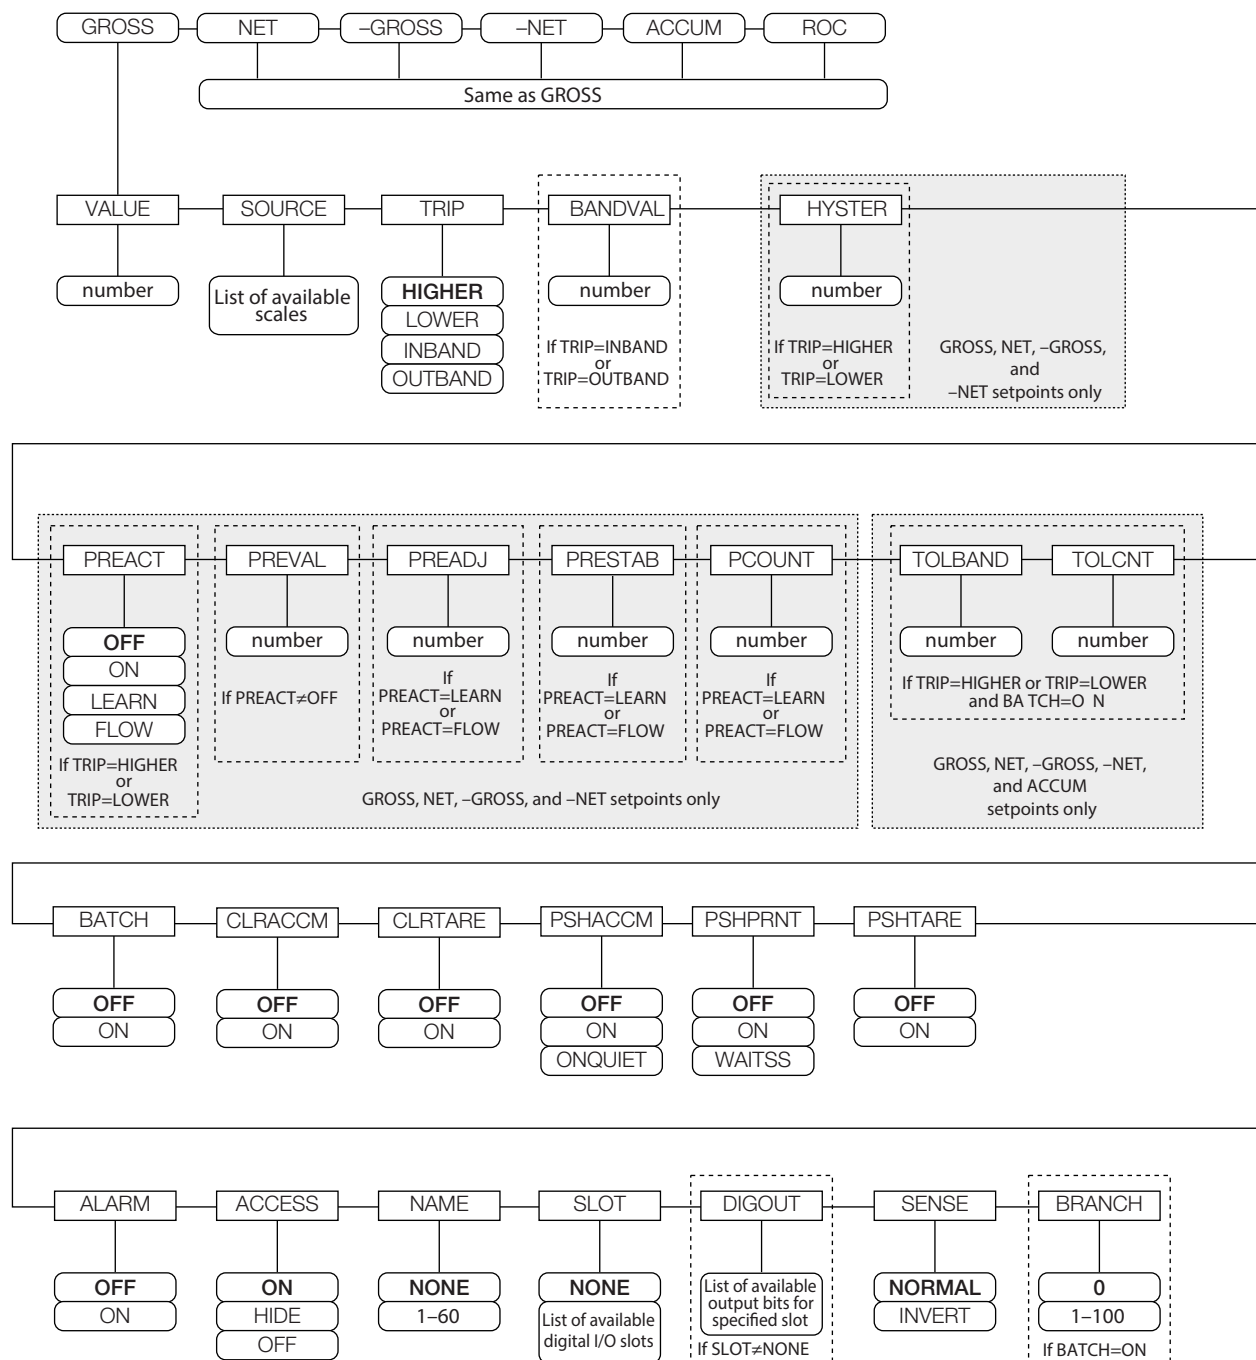 GROSS NET –GROSS –NET ACCUM ROC
Same as GROSS
VALUE SOURCE TRIP BANDVAL HYSTER
number
List of available
scales
HIGHER
LOWER
INBAND
OUTBAND
number
If TRIP=INBAND
or
TRIP=OUTBAND
number
If TRIP=HIGHER
or
TRIP=LOWER
GROSS, NET, –GROSS,
and
–NET setpoints only
PREACT PREVAL PREADJ PRESTAB PCOUNT TOLBAND TOLCNT
OFF
ON
LEARN
FLOW
If TRIP=HIGHER
or
TRIP=LOWER
number
If PREACT≠OFF
number
If
PREACT=LEARN
or
PREACT=FLOW
number
If
PREACT=LEARN
or
PREACT=FLOW
number
If
PREACT=LEARN
or
PREACT=FLOW
GROSS, NET, –GROSS, and –NET setpoints only
number number
If TRIP=HIGHER or TRIP=LOWER
and BA TCH=O N
GROSS, NET, –GROSS, –NET,
and ACCUM
setpoints only
BATCH CLRACCM CLRTARE PSHACCM PSHPRNT PSHTARE
OFF
ON
OFF
ON
OFF
ON
OFF
ON
ONQUIET
OFF
ON
WAITSS
OFF
ON
ALARM ACCESS NAME SLOT DIGOUT SENSE BRANCH
OFF
ON
ON
HIDE
OFF
NONE
1–60
NONE
List of available
digital I/O slots
List of available
output bits for
specified slot
If SLOT≠NONE
NORMAL
INVERT
0
1–100
If BATCH=ON